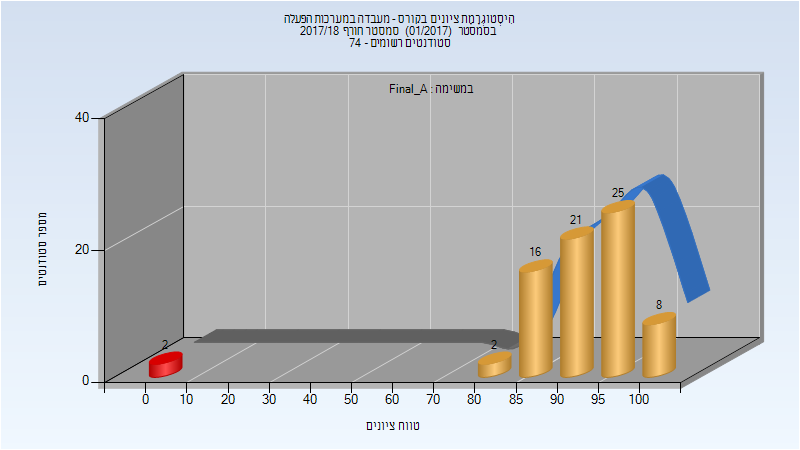 היסטוגרמת ציונים בקורס - מעבדה במערכות הפעלה
בסמסטר (01/2017) סמסטר חורף 2017/18
סטודנטים רשומים - 74
במשימה : Final_A
מספר סטודנטים
40
20
0
2
2
16
21
25
8
0 10 20 30 40 50 60 70 80 85 90 95 100
טווח ציונים